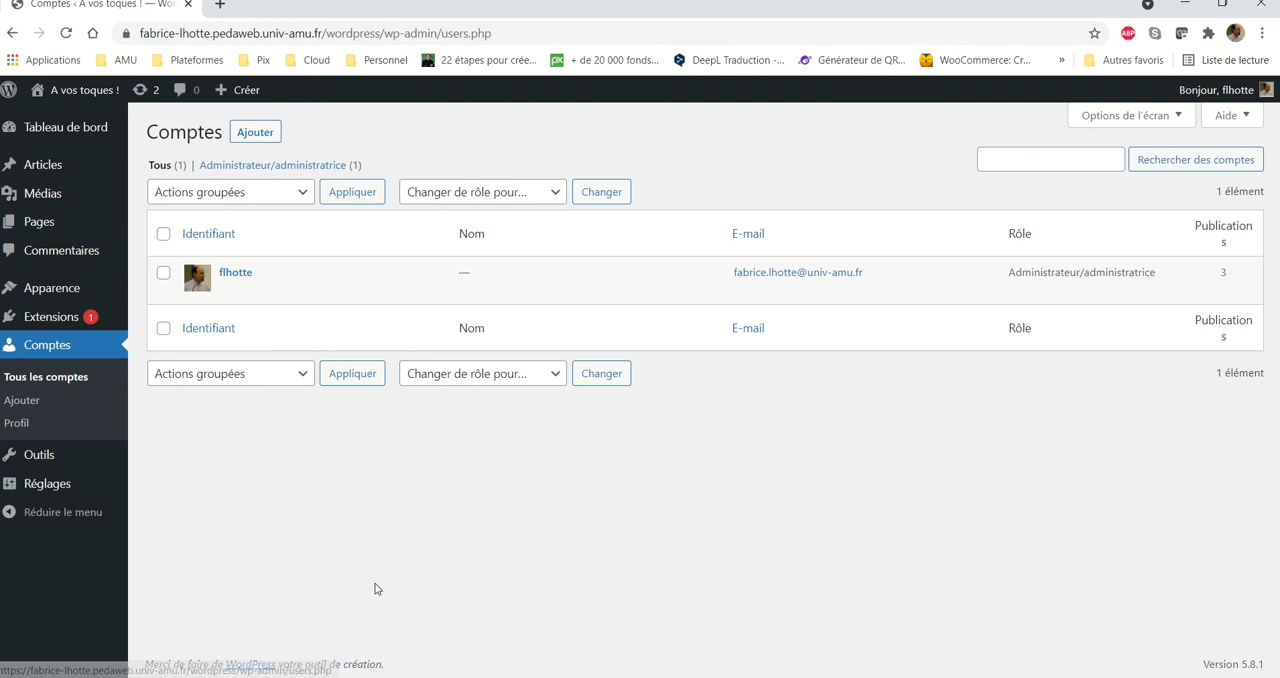 Comptes ‹ A vos toques ! — Wor
fabrice-lhotte.pedaweb.univ-amu.fr/wordpress/wp-admin/users.php
Applications AMU Plateformes Pix Cloud Personnel 22 étapes pour crée... + de 20 000 fonds... DeepL Traduction -... Générateur de QR... WooCommerce: Cr... » Autres favoris Liste de lecture
A vos toques ! 2 0 Créer Bonjour, flhotte
Options de l'écran Aide
Tableau de bord
Articles
Médias
Pages
Commentaires
Apparence
Extensions 1
Comptes
Tous les comptes
Ajouter
Profil
Outils
Réglages
Réduire le menu
Comptes Ajouter
Tous (1) | Administrateur/administratrice (1)
Rechercher des comptes
Actions groupées Appliquer Changer de rôle pour... Changer
1 élément
Identifiant Nom E-mail Rôle Publication
s
flhotte — fabrice.lhotte@univ-amu.fr Administrateur/administratrice 3
Identifiant Nom E-mail Rôle Publication
s
Actions groupées Appliquer Changer de rôle pour... Changer
1 élément
Merci de faire de WordPress votre outil de création.
Version 5.8.1
https://fabrice-lhotte.pedaweb.univ-amu.fr/wordpress/wp-admin/users.php